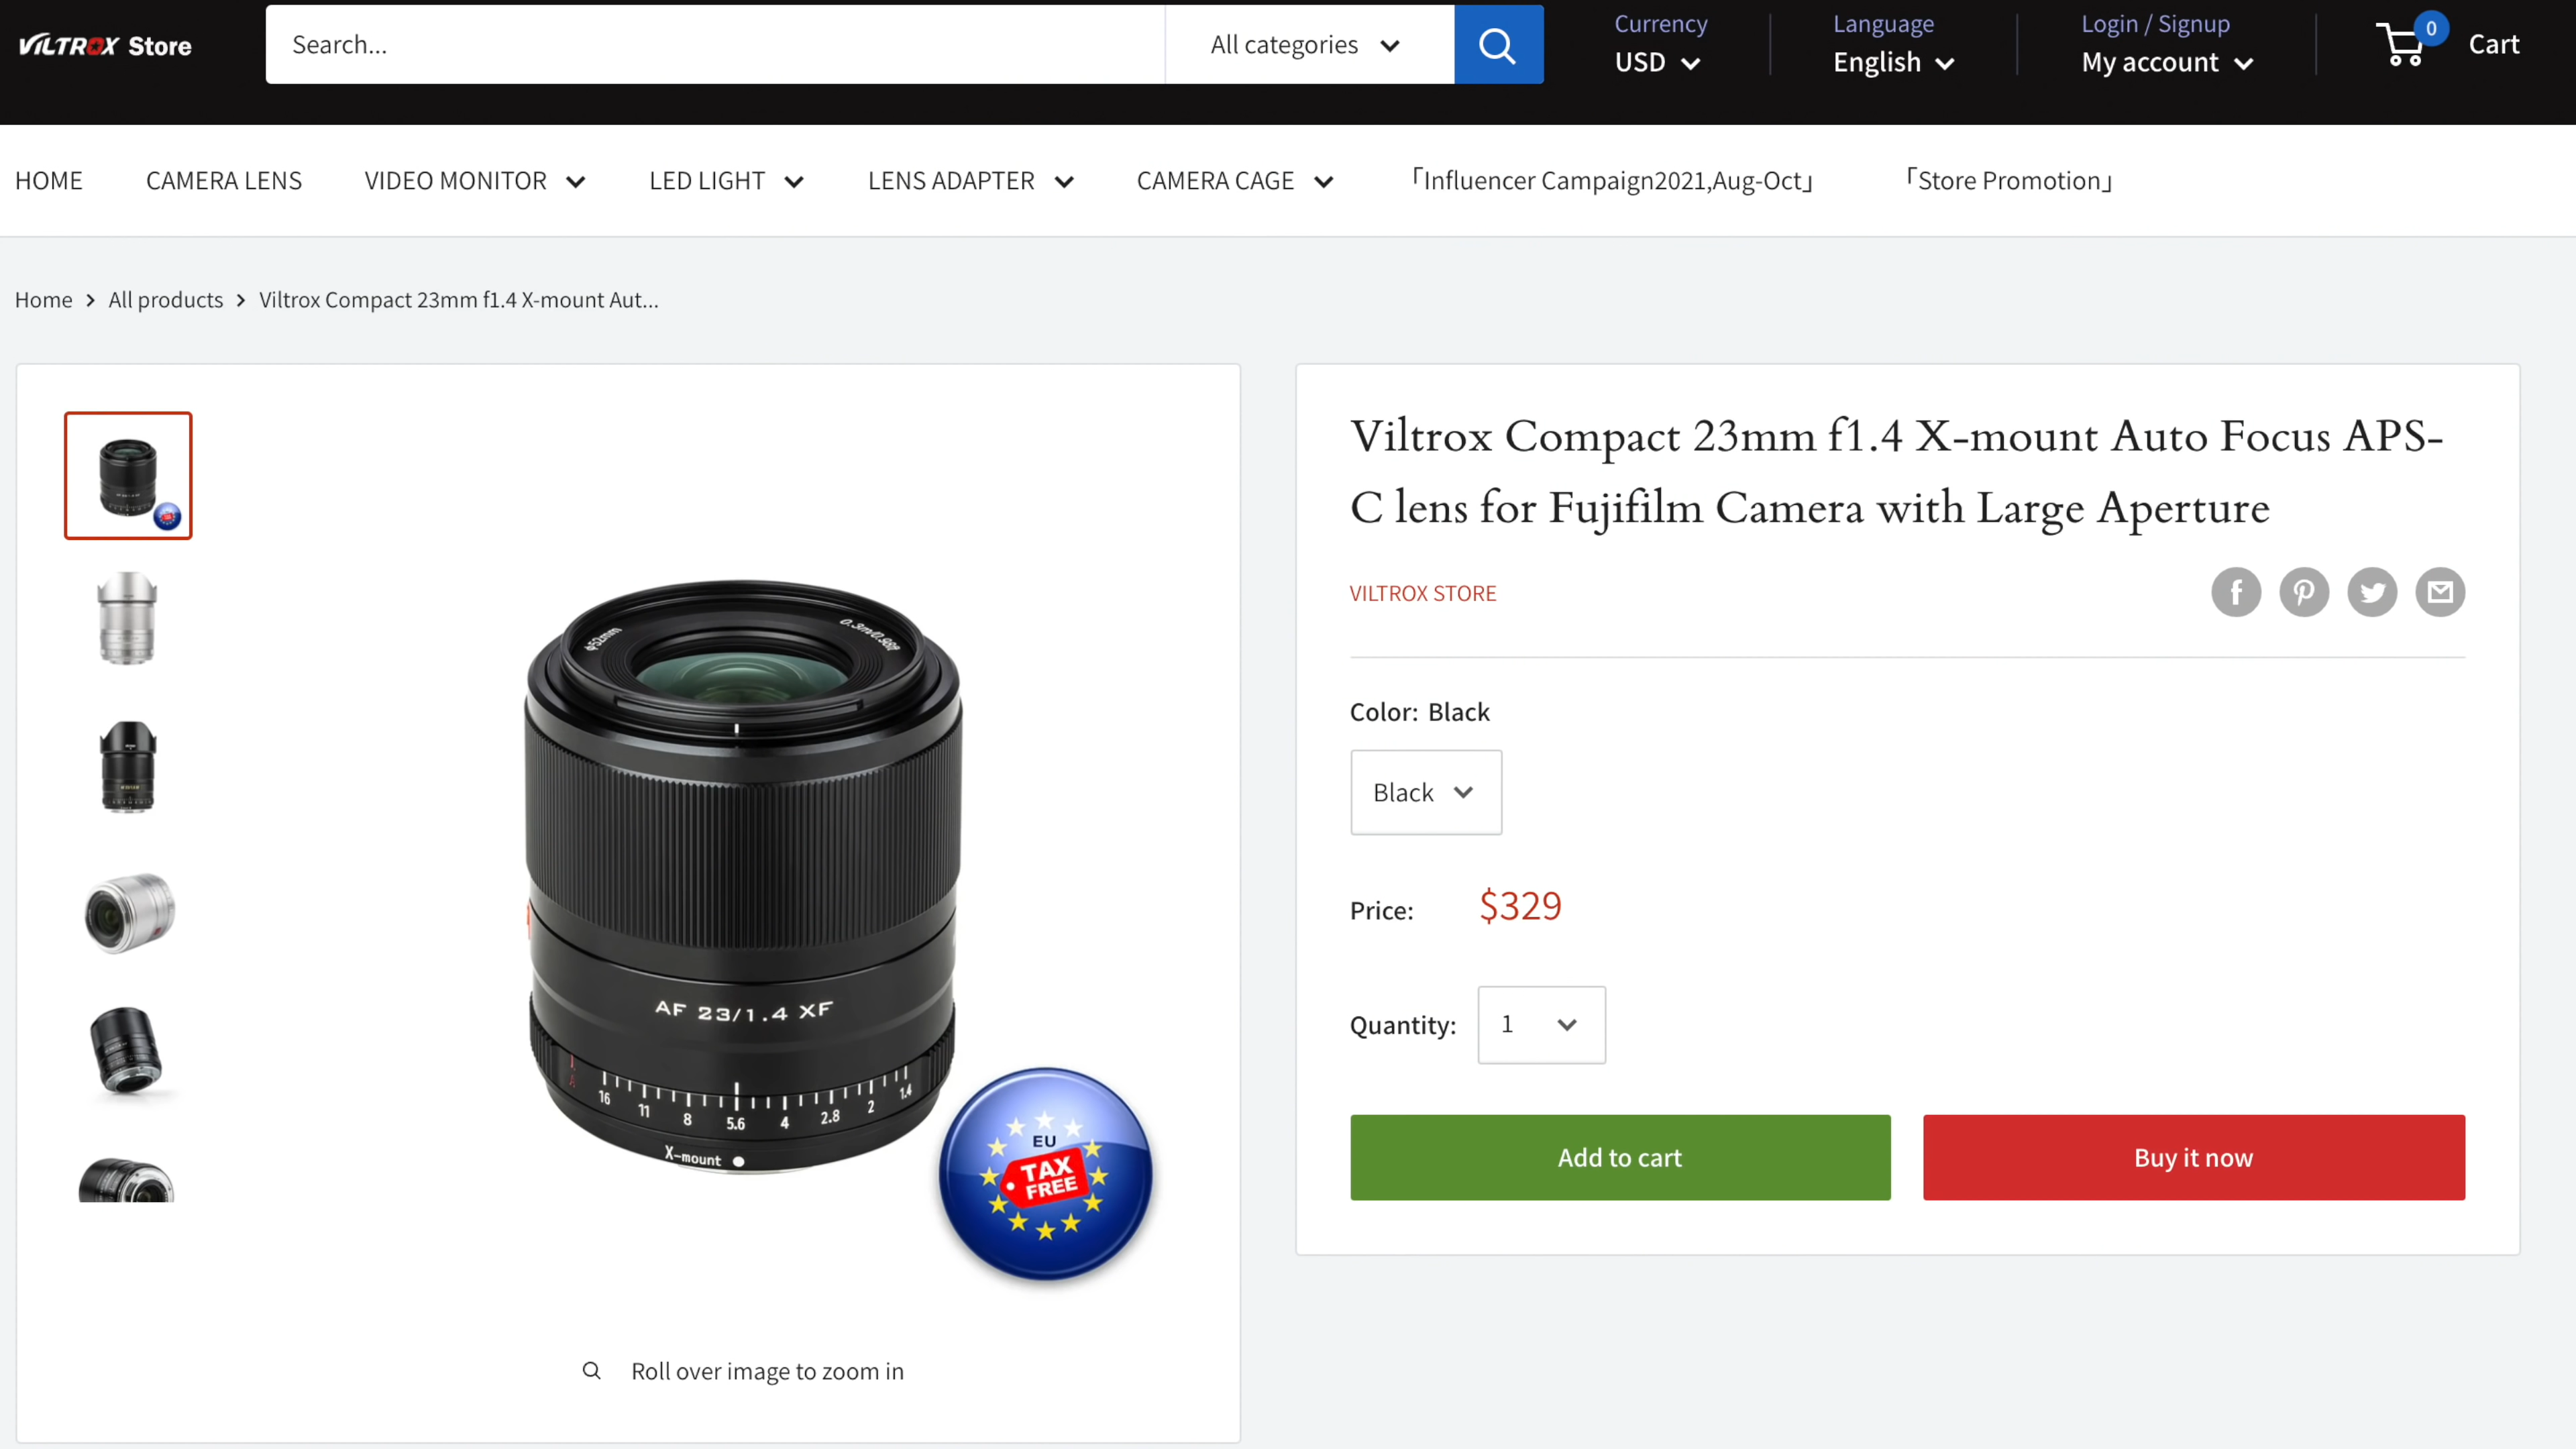 VILTROX Store
Search...
All categories
Currency
USD
Language
English
Login / Signup
My account
0
Cart
HOME
CAMERA LENS
VIDEO MONITOR
LED LIGHT
LENS ADAPTER
CAMERA CAGE
「Influencer Campaign2021,Aug-Oct」
「Store Promotion」
Home > All products > Viltrox Compact 23mm f1.4 X-mount Aut...
ϕ52mm
0.3m/0.98ft
AF 23/1.4 XF
A
16 11 8 5.6 4 2.8 2 1.4
X-mount
EU
TAX
FREE
Roll over image to zoom in
Viltrox Compact 23mm f1.4 X-mount Auto Focus APS-
C lens for Fujifilm Camera with Large Aperture
VILTROX STORE
Color: Black
Black
Price: $329
Quantity: 1
Add to cart
Buy it now